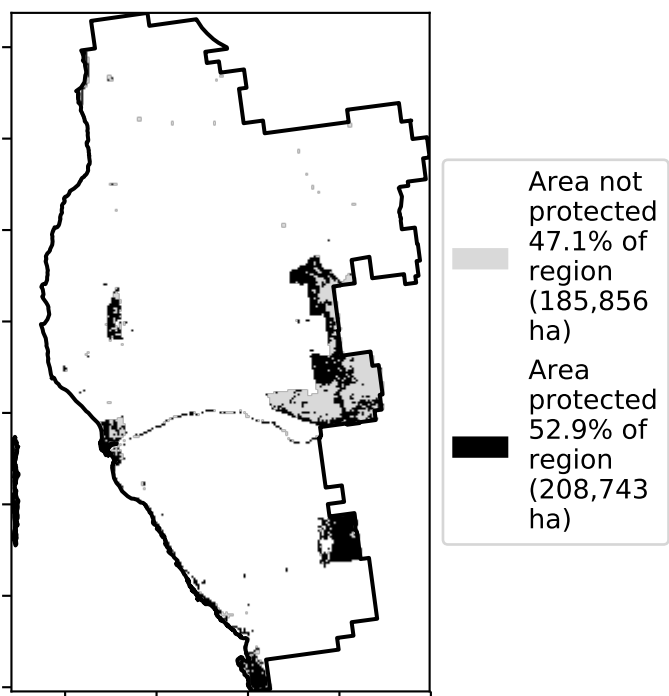 Area not
protected
47.1% of
region
(185,856
ha)
Area
protected
52.9% of
region
(208,743
ha)